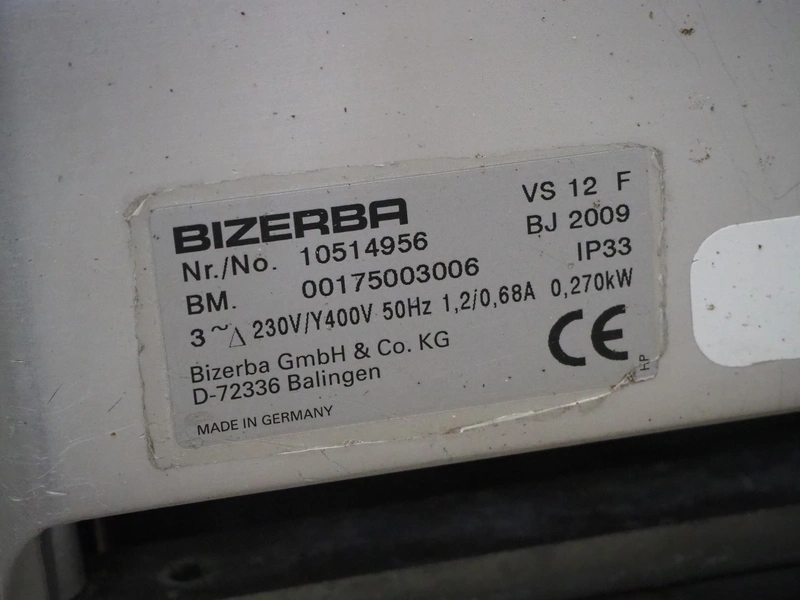 BIZERBA VS 12 F
Nr./No. 10514956 BJ 2009
BM. 00175003006 IP33
3~ Δ 230V/Y400V 50Hz 1,2/0,68A 0,270kW
Bizerba GmbH & Co. KG CE
D-72336 Balingen
MADE IN GERMANY
H.P